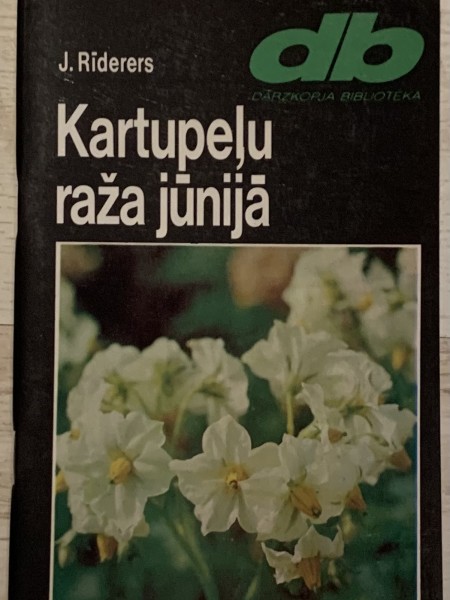 J. Rīderers
db
DĀRZKOPJA BIBLIOTĒKA
Kartupeļu
raža jūnijā